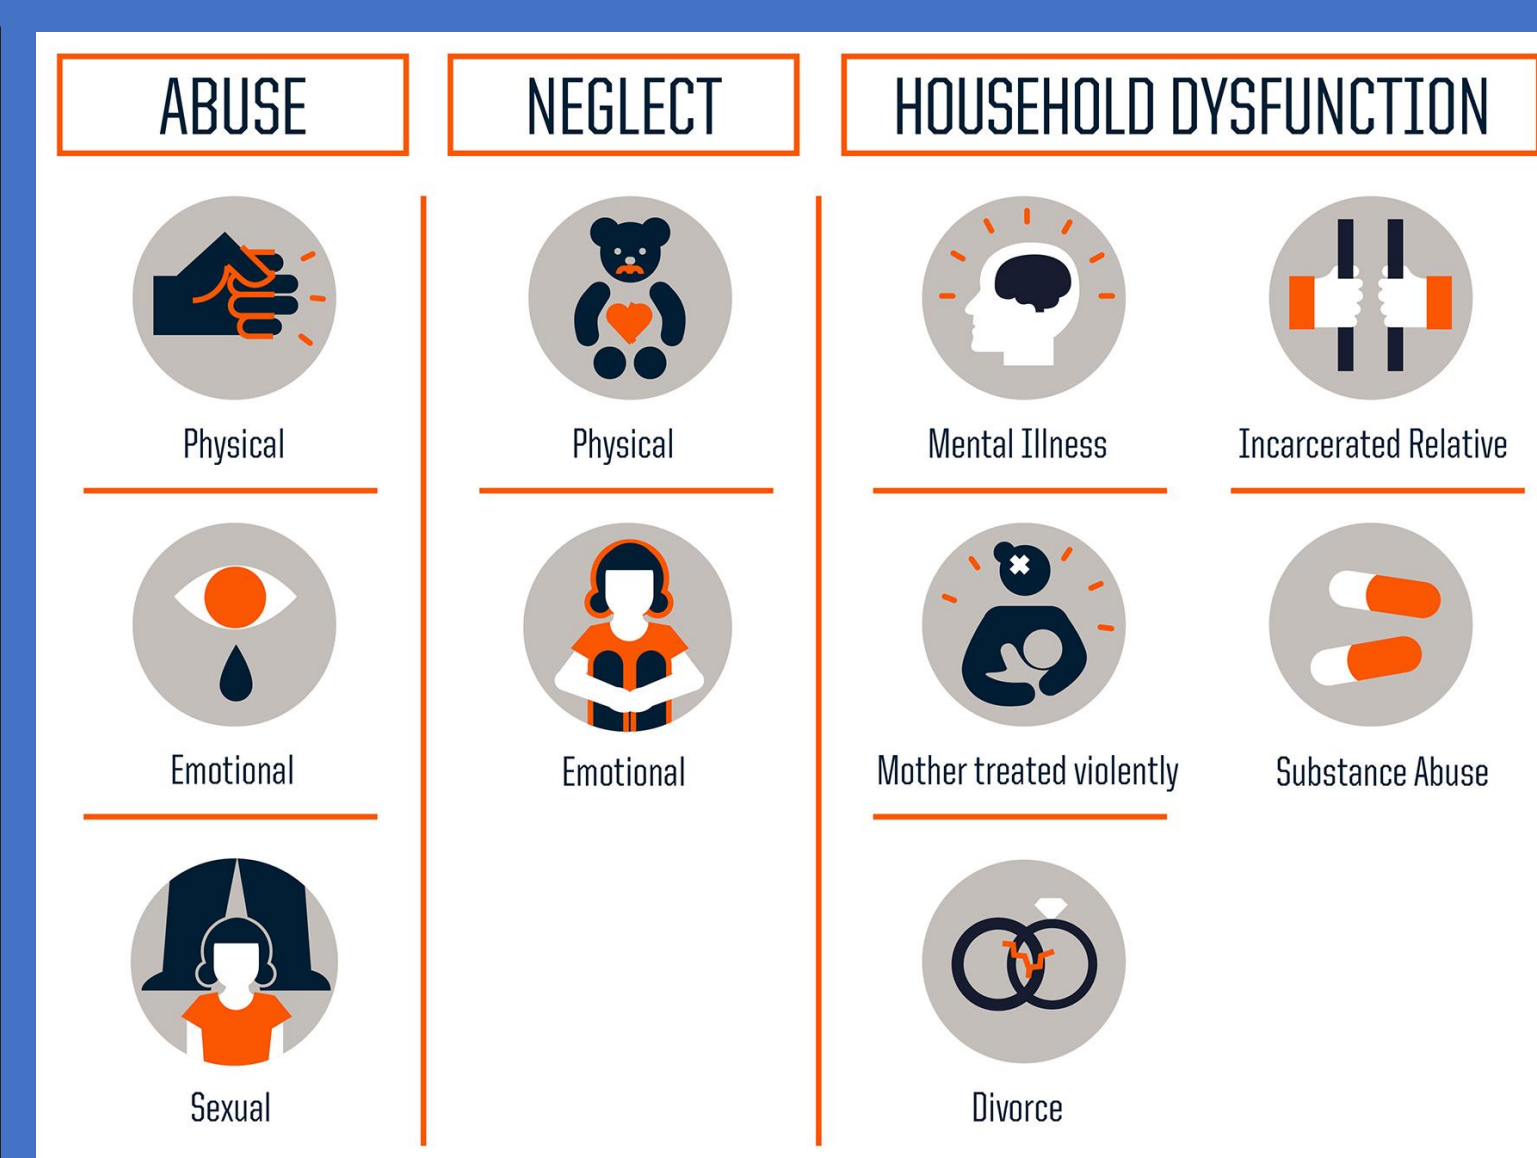 ABUSE
Physical
Emotional
Sexual
NEGLECT
Physical
Emotional
HOUSEHOLD DYSFUNCTION
Mental Illness
Incarcerated Relative
Mother treated violently
Substance Abuse
Divorce